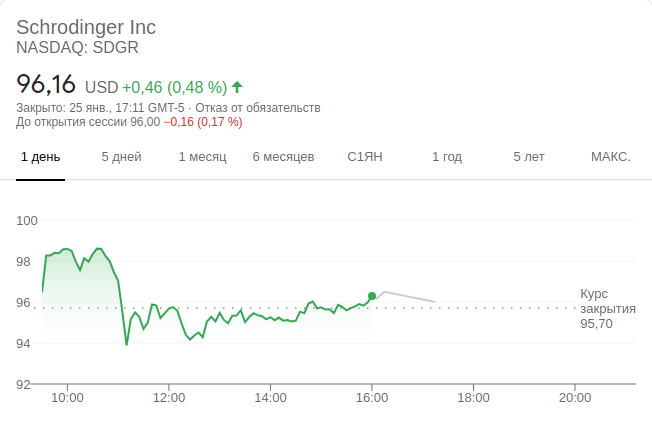 Schrodinger Inc
NASDAQ: SDGR
96,16 USD +0,46 (0,48 %)
Закрыто: 25 янв., 17:11 GMT-5 · Отказ от обязательств
До открытия сессии 96,00 −0,16 (0,17 %)
1 день 5 дней 1 месяц 6 месяцев С1ЯН 1 год 5 лет МАКС.
100
98
96
94
92
Курс
закрытия
95,70
10:00 12:00 14:00 16:00 18:00 20:00